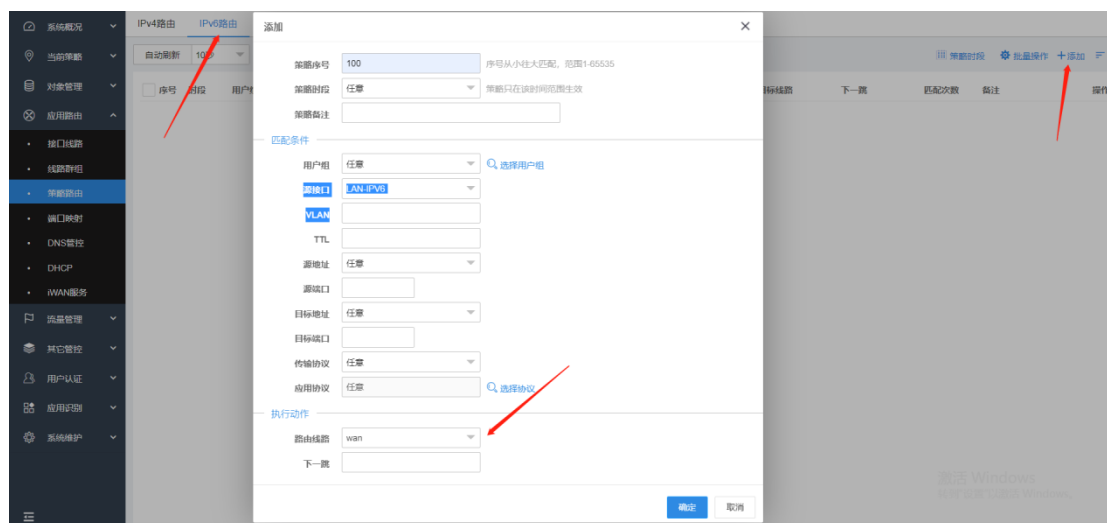 系统概况
当前策略
对象管理
应用路由
接口线路
线路群组
策略路由
端口映射
DNS管控
DHCP
iWAN服务
流量管理
其它管控
用户认证
应用识别
系统维护
IPv4路由 IPv6路由
自动刷新 10秒
策略时段 批量操作 +添加
序号 时段 用户组
目标线路 下一跳 匹配次数 备注 操作
添加
策略序号 100 序号从小往大匹配，范围1-65535
策略时段 任意 策略只在该时间范围生效
策略备注
匹配条件
用户组 任意 选择用户组
源接口 LAN-IPV6
VLAN
TTL
源地址 任意
源端口
目标地址 任意
目标端口
传输协议 任意
应用协议 任意 选择协议
执行动作
路由线路 wan
下一跳
确定 取消
激活 Windows